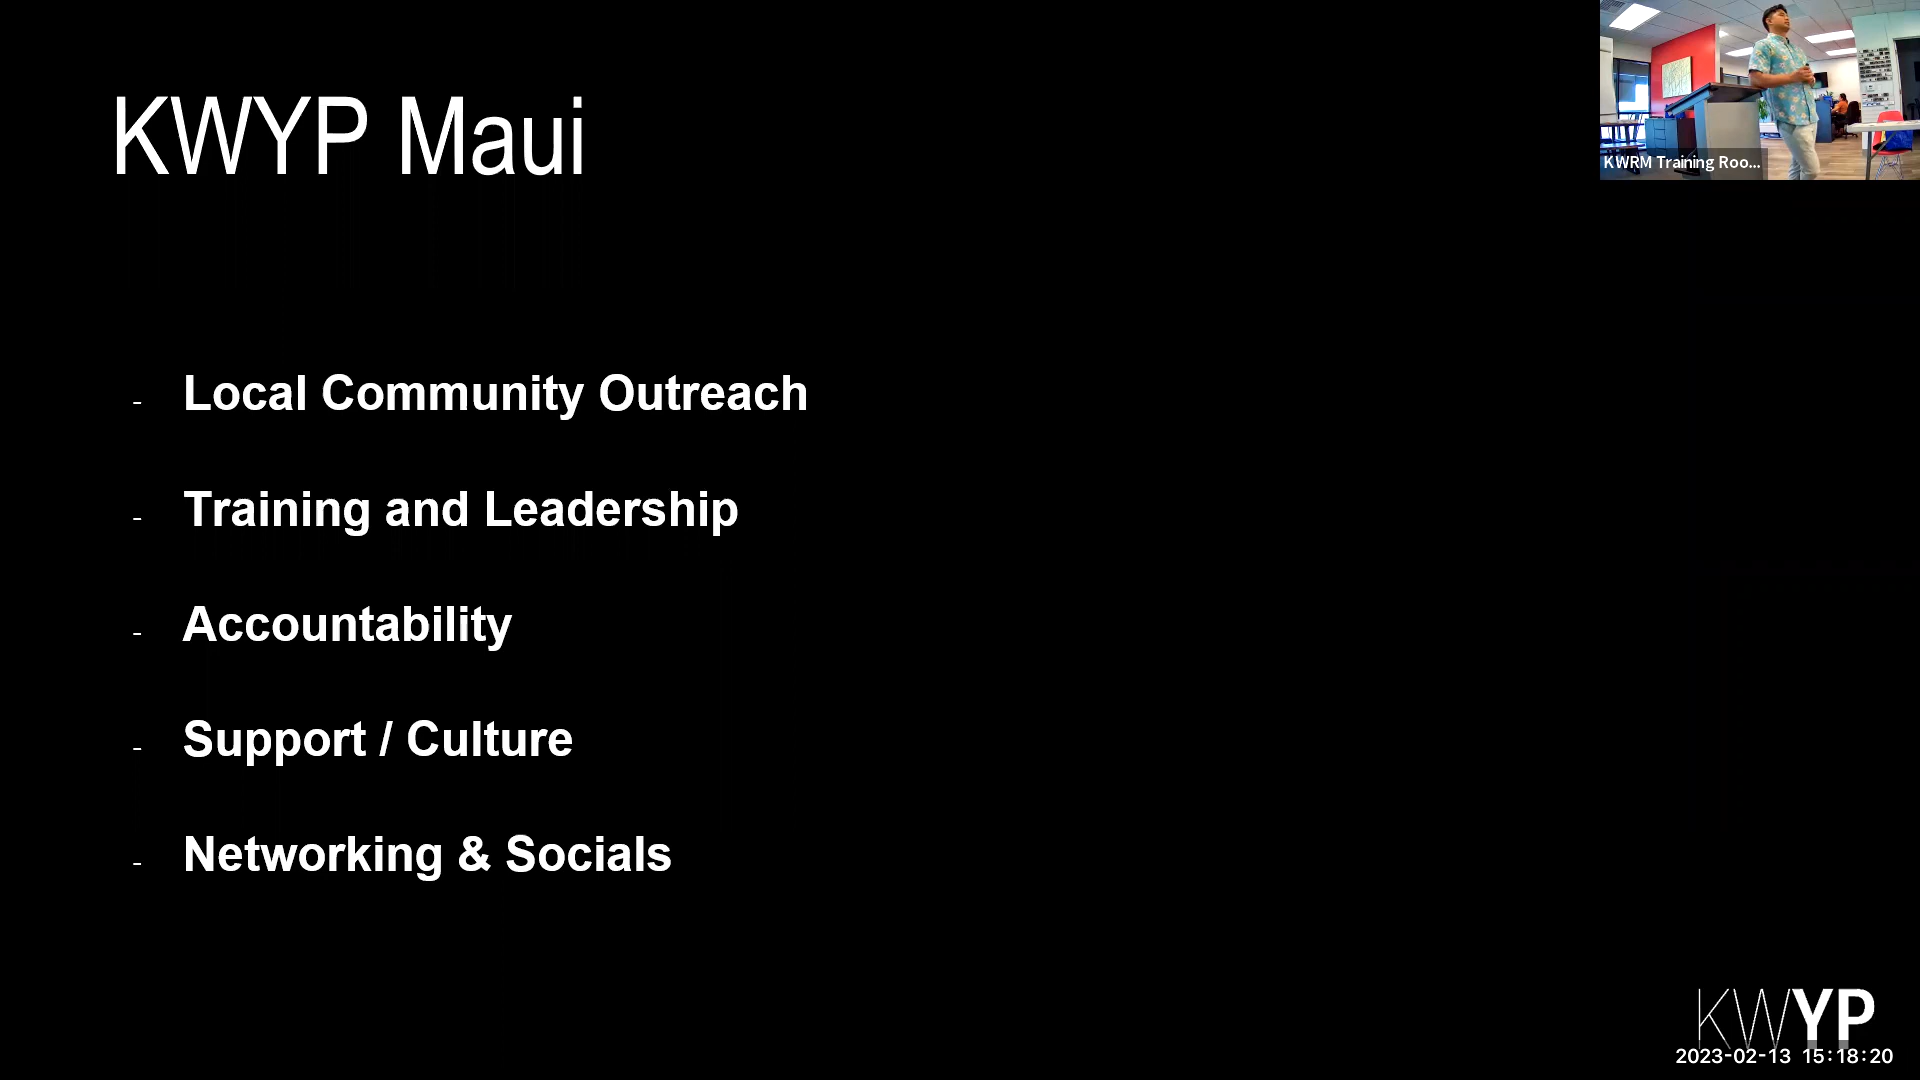 KWYP Maui
KWRM Training Roo...
- Local Community Outreach
- Training and Leadership
- Accountability
- Support / Culture
- Networking & Socials
KWYP
2023-02-13 15:18:20